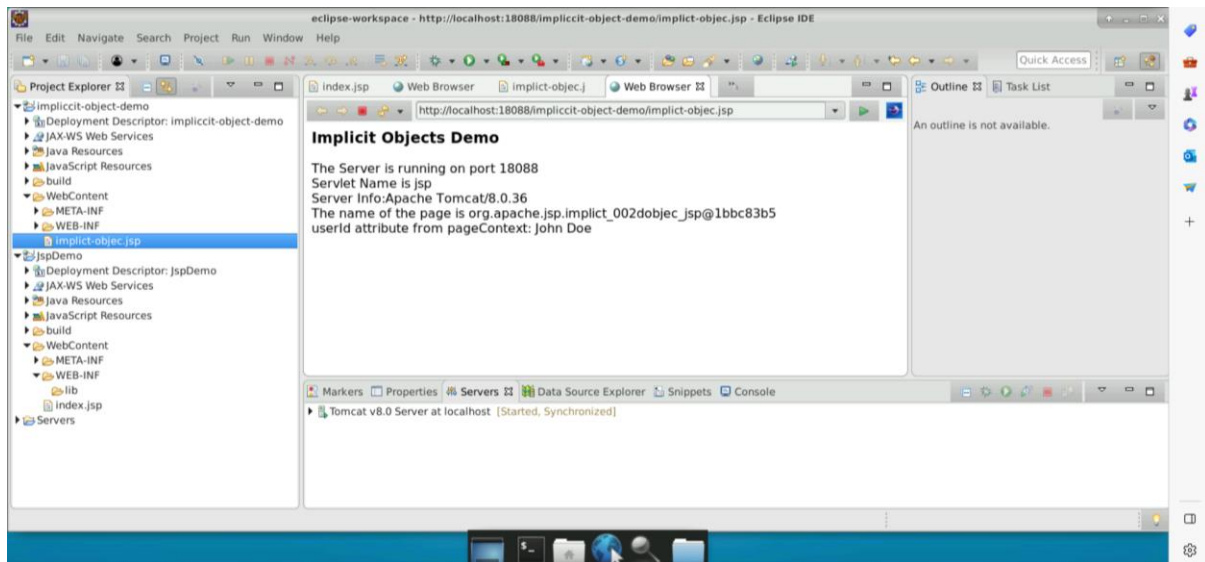 eclipse-workspace - http://localhost:18088/impliccit-object-demo/implict-objec.jsp - Eclipse IDE
File Edit Navigate Search Project Run Window Help
Quick Access
Project Explorer
impliccit-object-demo
Deployment Descriptor: impliccit-object-demo
JAX-WS Web Services
Java Resources
JavaScript Resources
build
WebContent
META-INF
WEB-INF
implict-objec.jsp
JspDemo
Deployment Descriptor: JspDemo
JAX-WS Web Services
Java Resources
JavaScript Resources
build
WebContent
META-INF
WEB-INF
lib
index.jsp
Servers
index.jsp Web Browser implict-objec.j Web Browser
http://localhost:18088/impliccit-object-demo/implict-objec.jsp
Implicit Objects Demo
The Server is running on port 18088
Servlet Name is jsp
Server Info:Apache Tomcat/8.0.36
The name of the page is org.apache.jsp.implict_002dobjec_jsp@1bbc83b5
userId attribute from pageContext: John Doe
Outline Task List
An outline is not available.
Markers Properties Servers Data Source Explorer Snippets Console
Tomcat v8.0 Server at localhost [Started, Synchronized]